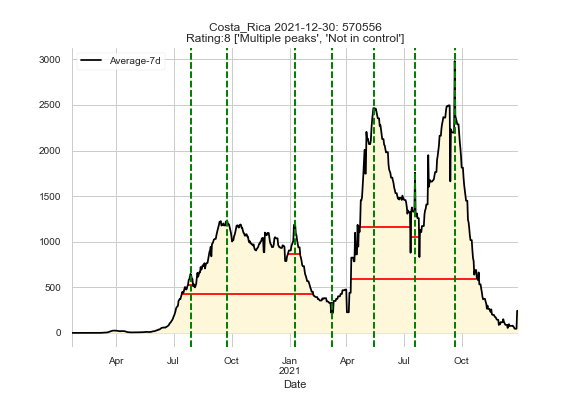 Costa_Rica 2021-12-30: 570556
Rating:8 ['Multiple peaks', 'Not in control']
Average-7d
3000
2500
2000
1500
1000
500
0
Apr Jul Oct Jan Apr Jul Oct
2021
Date